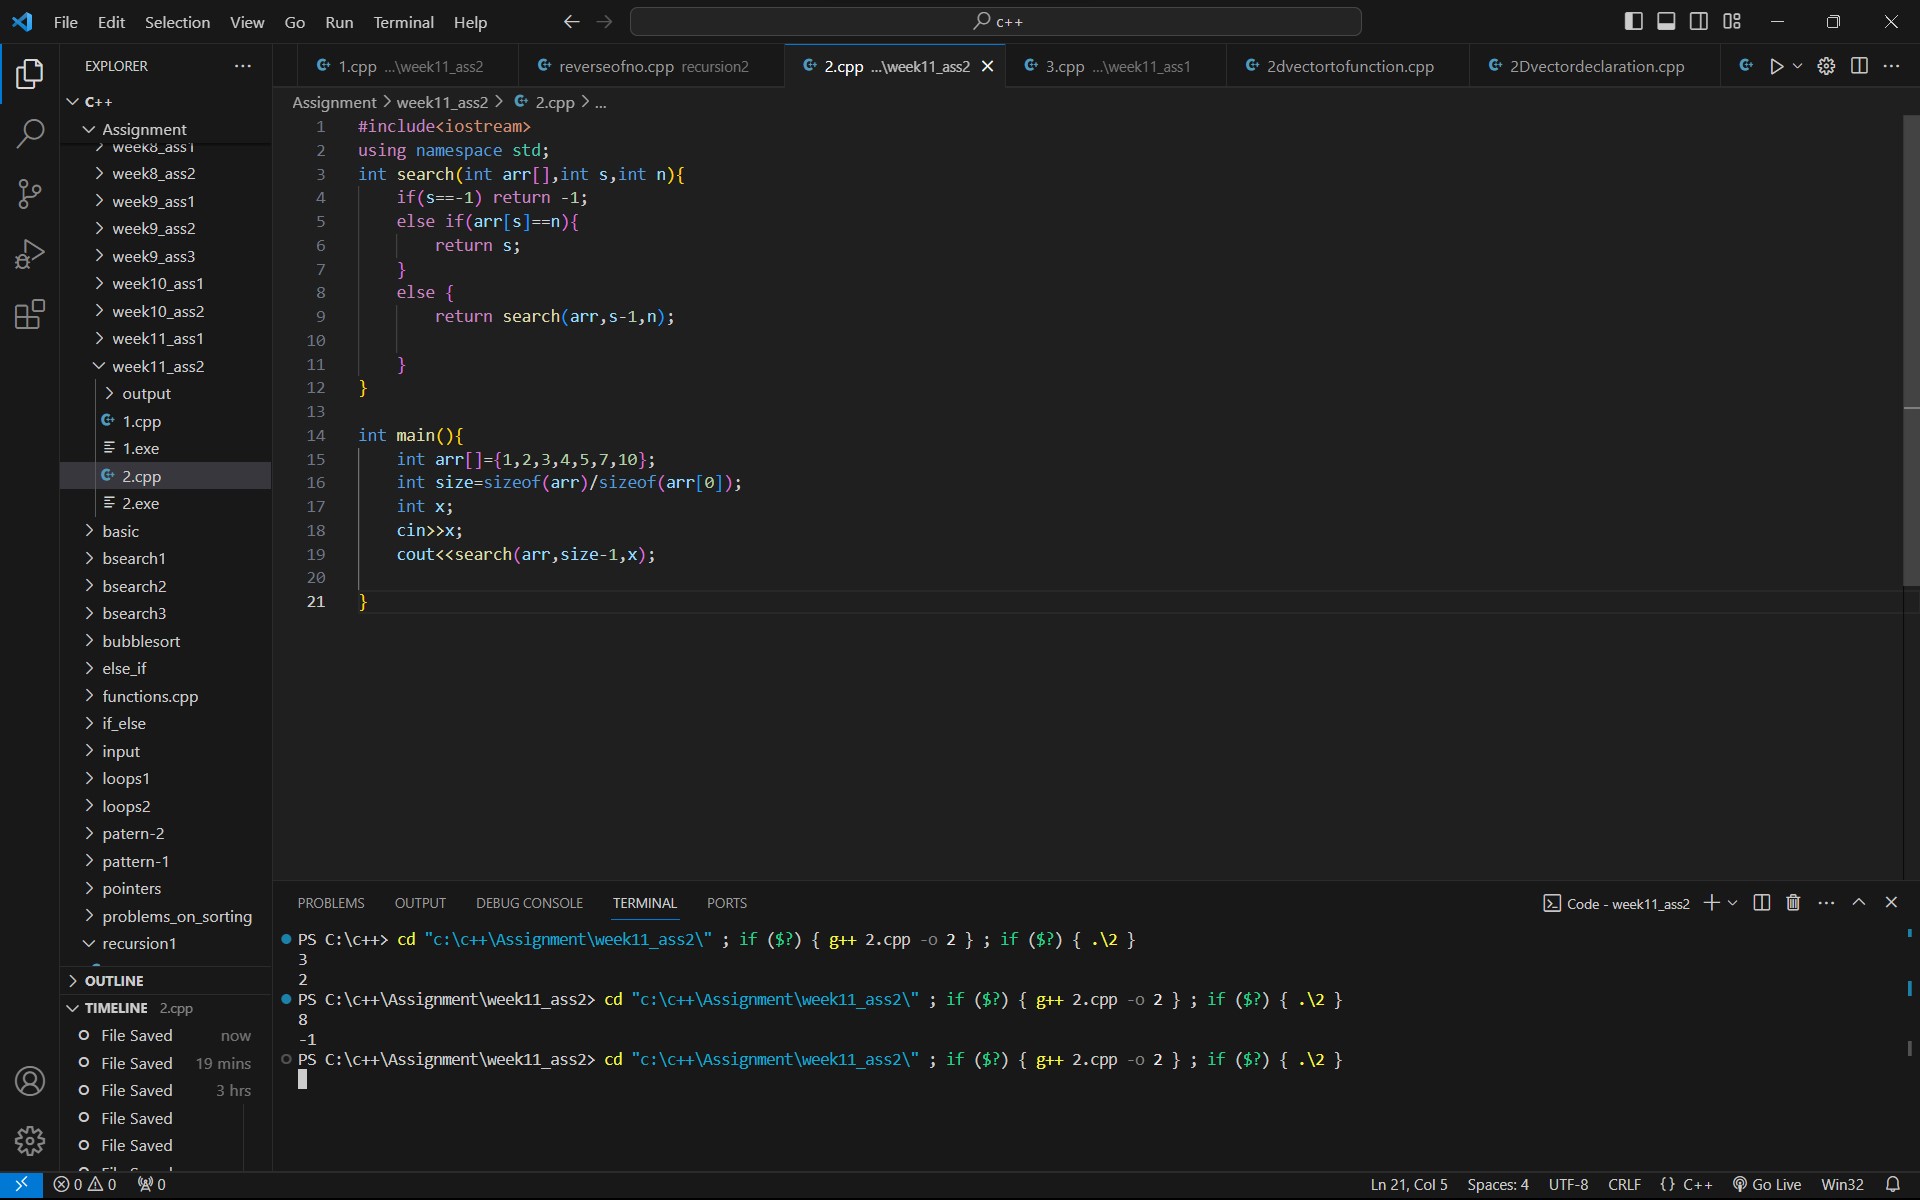 File Edit Selection View Go Run Terminal Help
c++
EXPLORER
C++
Assignment
week8_ass1
week8_ass2
week9_ass1
week9_ass2
week9_ass3
week10_ass1
week10_ass2
week11_ass1
week11_ass2
output
1.cpp
1.exe
2.cpp
2.exe
basic
bsearch1
bsearch2
bsearch3
bubblesort
else_if
functions.cpp
if_else
input
loops1
loops2
patern-2
pattern-1
pointers
problems_on_sorting
recursion1
OUTLINE
TIMELINE 2.cpp
File Saved now
File Saved 19 mins
File Saved 3 hrs
File Saved
File Saved
1.cpp ...\week11_ass2 reverseofno.cpp recursion2 2.cpp ...\week11_ass2 3.cpp ...\week11_ass1 2dvectortofunction.cpp 2Dvectordeclaration.cpp
Assignment > week11_ass2 > 2.cpp > ...
1 #include<iostream>
2 using namespace std;
3 int search(int arr[],int s,int n){
4 if(s==-1) return -1;
5 else if(arr[s]==n){
6 return s;
7 }
8 else {
9 return search(arr,s-1,n);
10
11 }
12 }
13
14 int main(){
15 int arr[]={1,2,3,4,5,7,10};
16 int size=sizeof(arr)/sizeof(arr[0]);
17 int x;
18 cin>>x;
19 cout<<search(arr,size-1,x);
20
21 }
PROBLEMS OUTPUT DEBUG CONSOLE TERMINAL PORTS
Code - week11_ass2
PS C:\c++> cd "c:\c++\Assignment\week11_ass2\" ; if ($?) { g++ 2.cpp -o 2 } ; if ($?) { .\2 }
3
2
PS C:\c++\Assignment\week11_ass2> cd "c:\c++\Assignment\week11_ass2\" ; if ($?) { g++ 2.cpp -o 2 } ; if ($?) { .\2 }
8
-1
PS C:\c++\Assignment\week11_ass2> cd "c:\c++\Assignment\week11_ass2\" ; if ($?) { g++ 2.cpp -o 2 } ; if ($?) { .\2 }
0 0 0
Ln 21, Col 5 Spaces: 4 UTF-8 CRLF {} C++ Go Live Win32